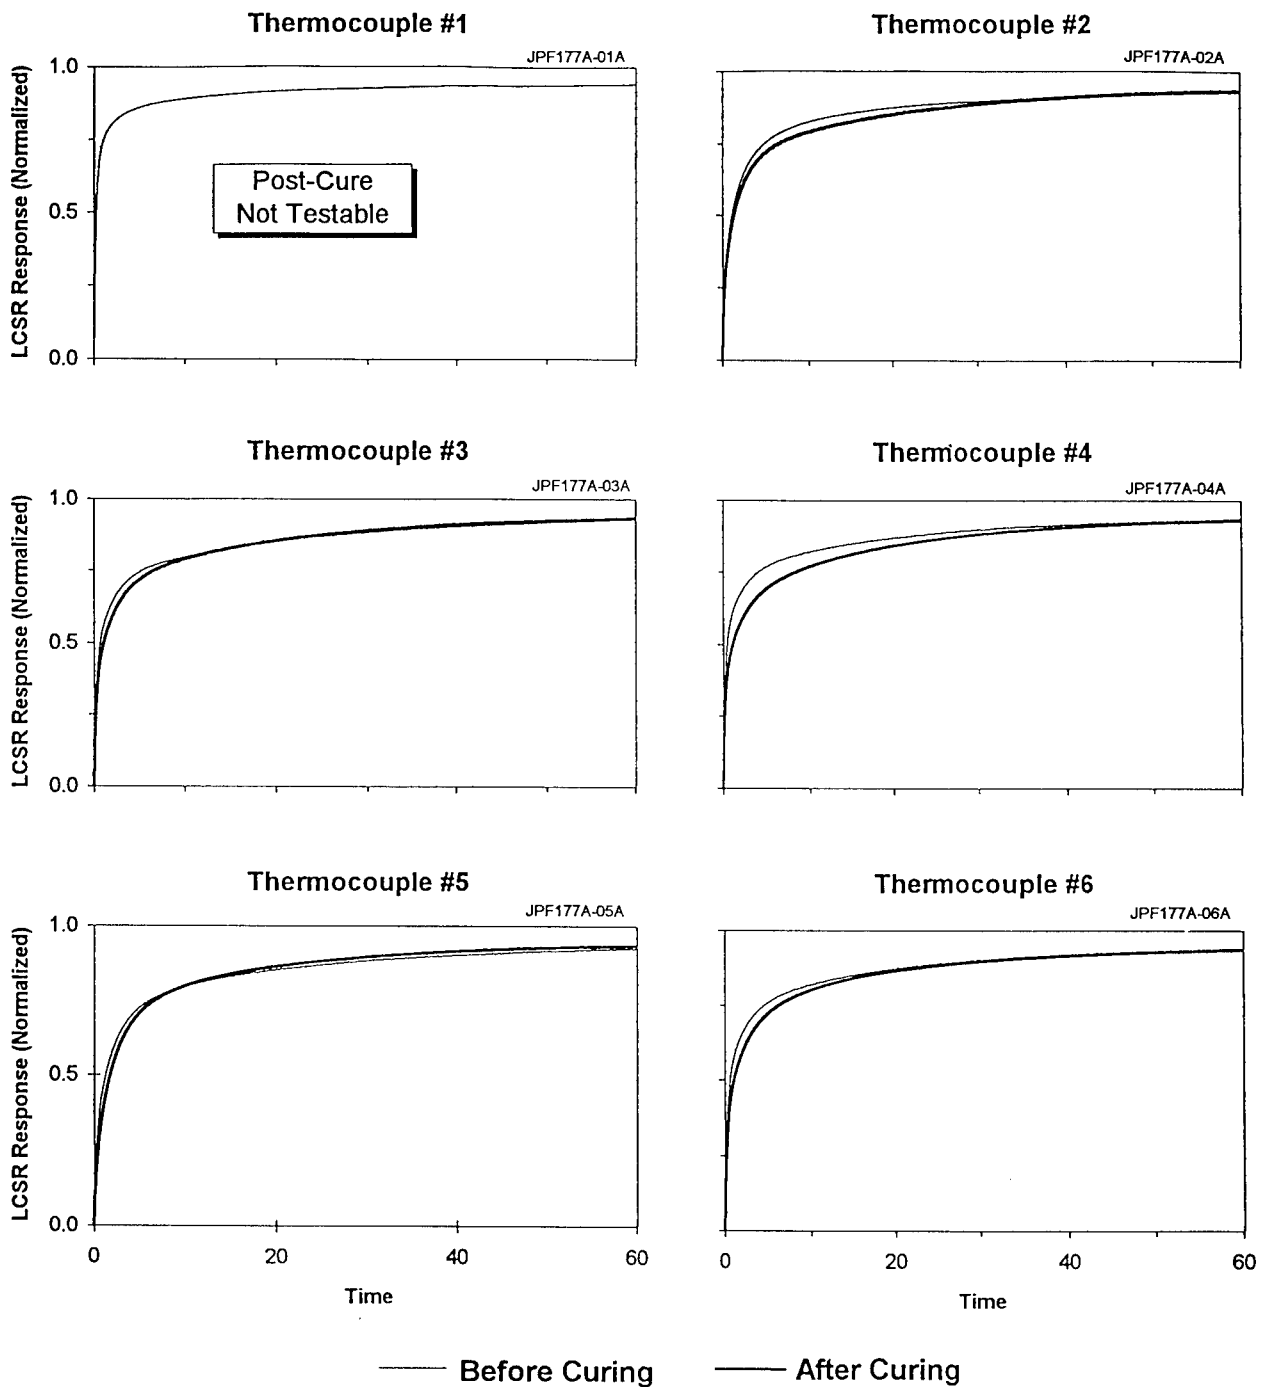 Thermocouple #1
JPF177A-01A
LCSR Response (Normalized)
1.0
0.5
0.0
Post-Cure
Not Testable
Thermocouple #2
JPF177A-02A
Thermocouple #3
JPF177A-03A
LCSR Response (Normalized)
1.0
0.5
0.0
Thermocouple #4
JPF177A-04A
Thermocouple #5
JPF177A-05A
LCSR Response (Normalized)
1.0
0.5
0.0
0 20 40 60
Time
Thermocouple #6
JPF177A-06A
0 20 40 60
Time
Before Curing
After Curing